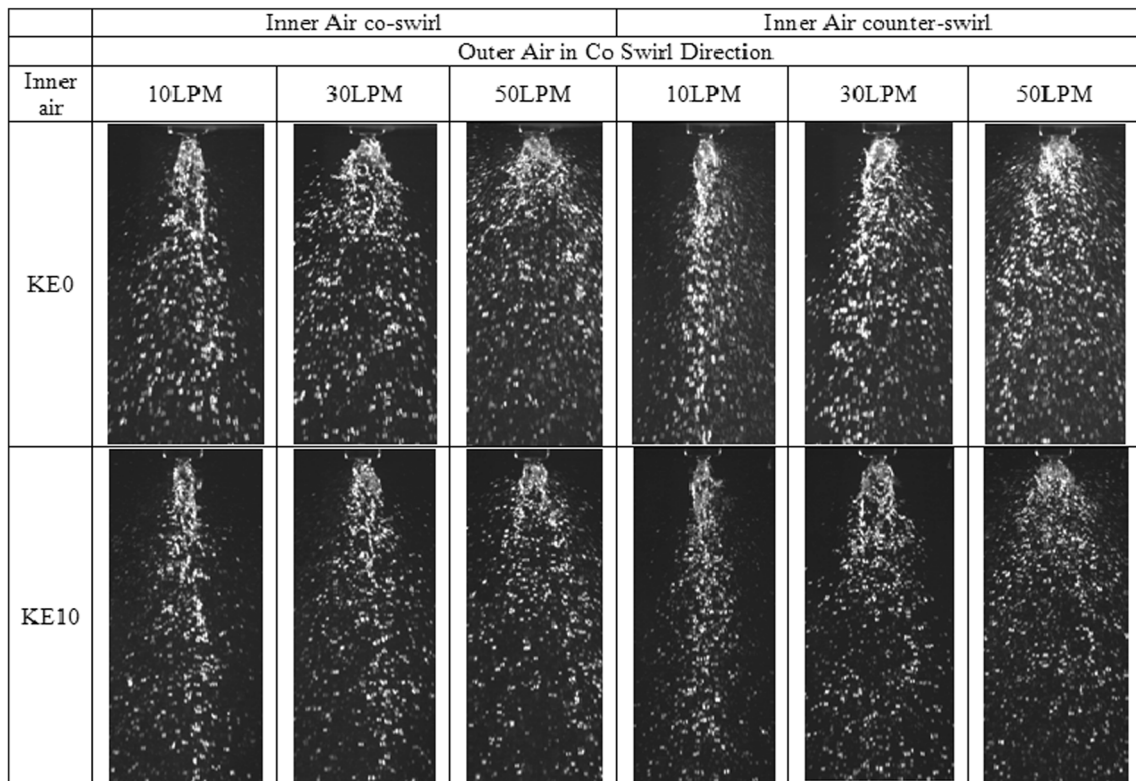 Inner Air co-swirl Inner Air counter-swirl
Outer Air in Co Swirl Direction
Inner air 10LPM 30LPM 50LPM 10LPM 30LPM 50LPM
KE0
KE10